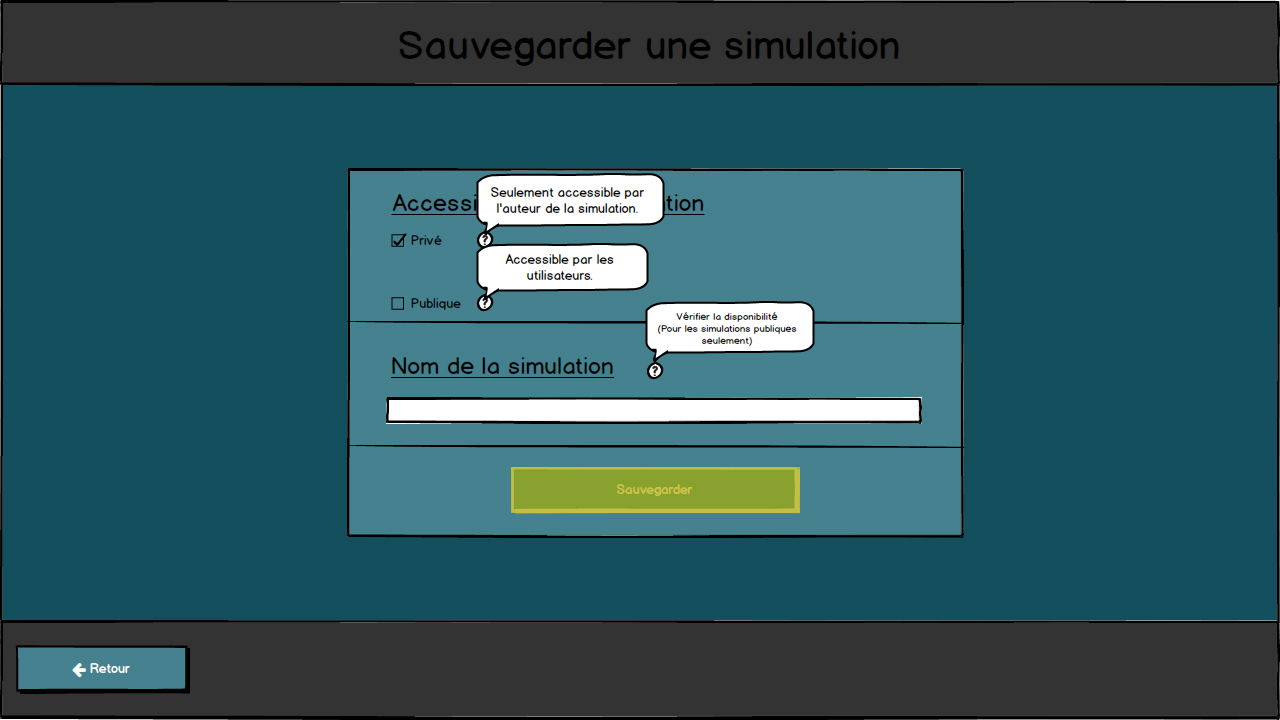 Sauvegarder une simulation
Seulement accessible par
l'auteur de la simulation.
Accessi tion
Privé ?
Accessible par les
utilisateurs.
Publique ?
Vérifier la disponibilité
(Pour les simulations publiques
seulement)
Nom de la simulation ?
Sauvegarder
Retour